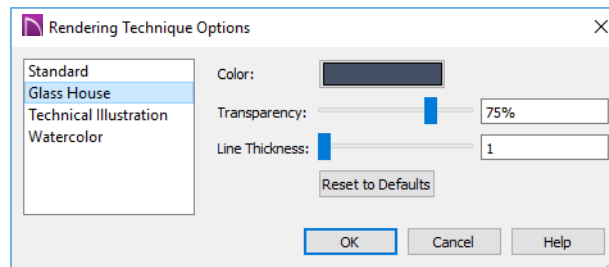 Rendering Technique Options
Standard
Glass House
Technical Illustration
Watercolor
Color:
Transparency:
75%
Line Thickness:
1
Reset to Defaults
OK
Cancel
Help